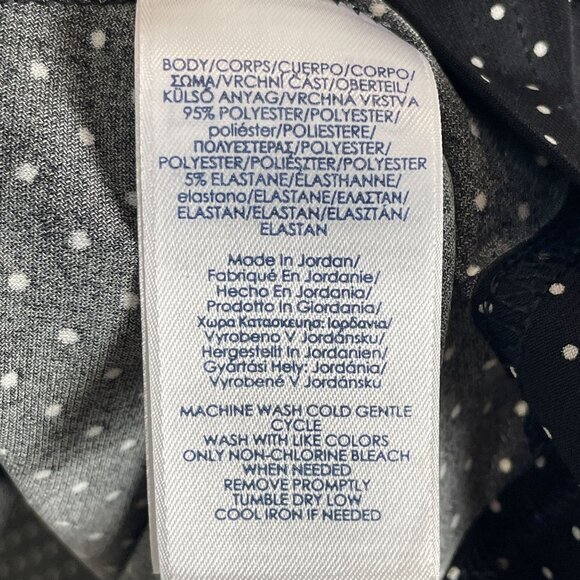 BODY/CORPS/CUERPO/CORPO/
ΣΩΜΑ/VRCHNÍ ČÁST/OBERTEIL/
KÜLSŐ ANYAG/VRCHNA VRSTVA
95% POLYESTER/POLYESTER/
poliéster/POLIESTERE/
ΠΟΛΥΕΣΤΕΡΑΣ/POLYESTER/
POLYESTER/POLIÉSZTER/POLYESTER
5% ELASTANE/ELASTHANNE/
elastano/ELASTANE/ΕΛΑΣΤΑΝ/
ELASTAN/ELASTAN/ELASZTÁN/
ELASTAN
Made In Jordan/
Fabriqué En Jordanie/
Hecho En Jordania/
Prodotto In Giordania/
Χωρα Κατασκευησ: Ιορδανια/
Vyrobeno V Jordánsku/
Hergestellt In Jordanien/
Gyártási Hely: Jordánia/
Vyrobené V Jordánsku
MACHINE WASH COLD GENTLE
CYCLE
WASH WITH LIKE COLORS
ONLY NON-CHLORINE BLEACH
WHEN NEEDED
REMOVE PROMPTLY
TUMBLE DRY LOW
COOL IRON IF NEEDED